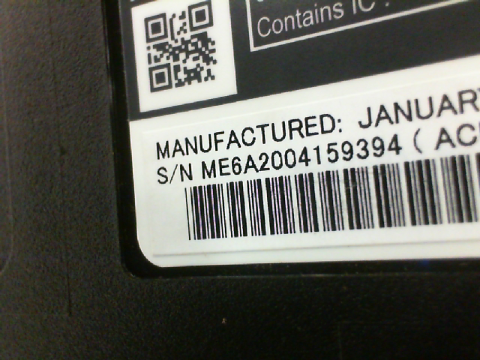 Contains IC :
MANUFACTURED: JANUARY
S/N ME6A2004159394 ( AC